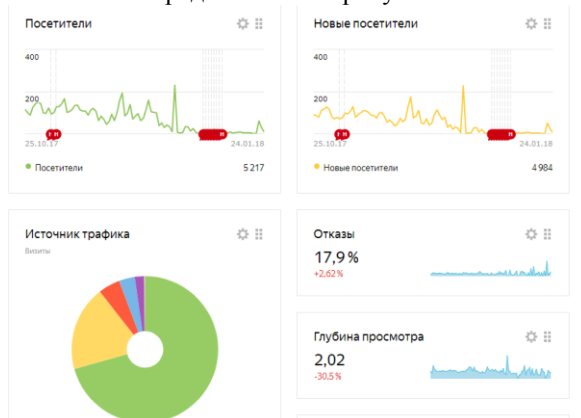 Посетители
400
200
25.10.17 24.01.18
Посетители 5 217
Новые посетители
400
200
25.10.17 24.01.18
Новые посетители 4 984
Источник трафика
Визиты
Отказы
17,9 %
+2,62 %
Глубина просмотра
2,02
-30,5 %